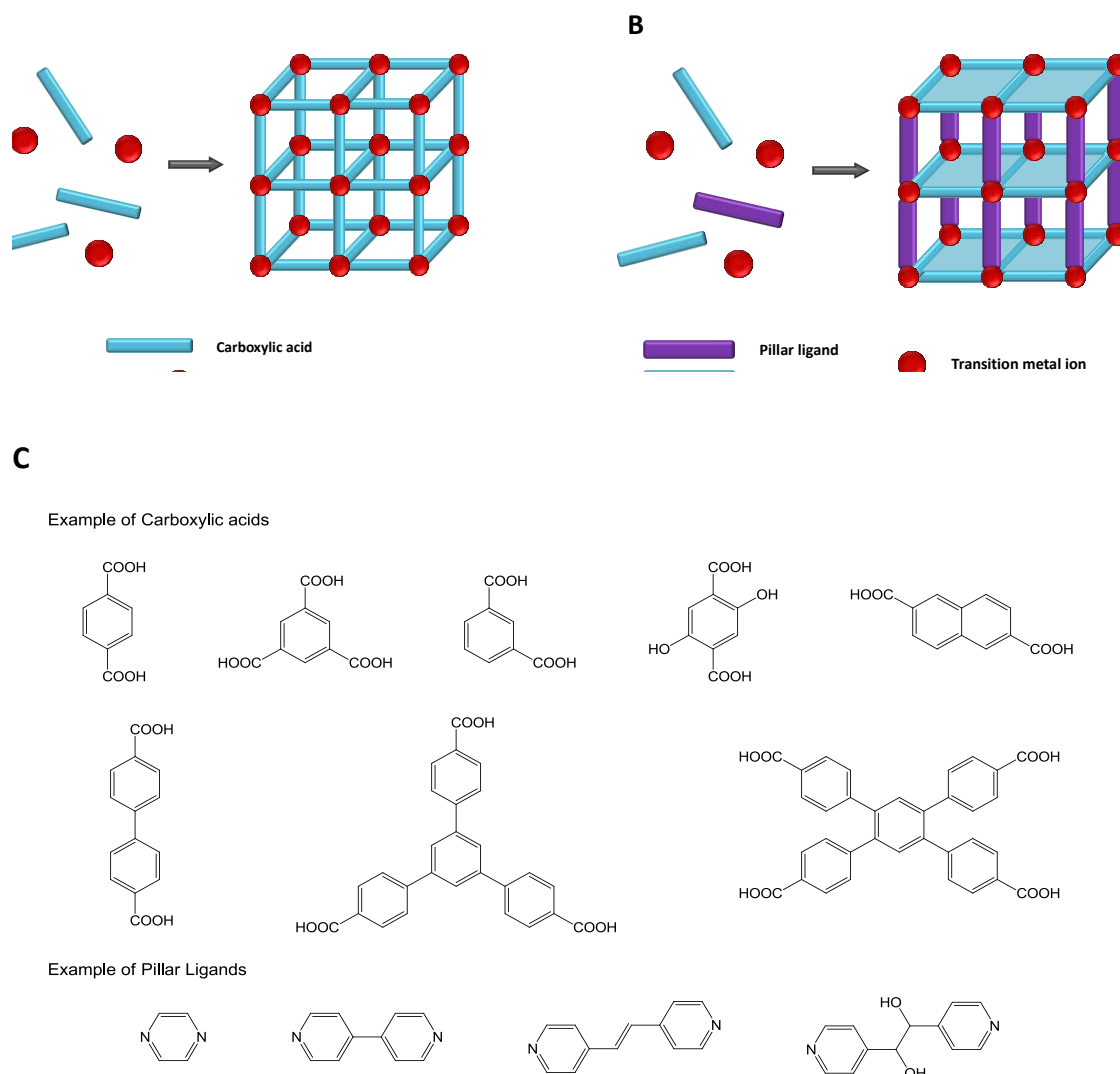 B
Carboxylic acid
Pillar ligand
Transition metal ion
C
Example of Carboxylic acids
COOH
COOH
COOH
HOOC
COOH
COOH
COOH
COOH
OH
HO
COOH
HOOC
COOH
COOH
COOH
COOH
HOOC
COOH
HOOC
COOH
HOOC
COOH
Example of Pillar Ligands
N
N
N
N
N
N
HO
N
N
OH